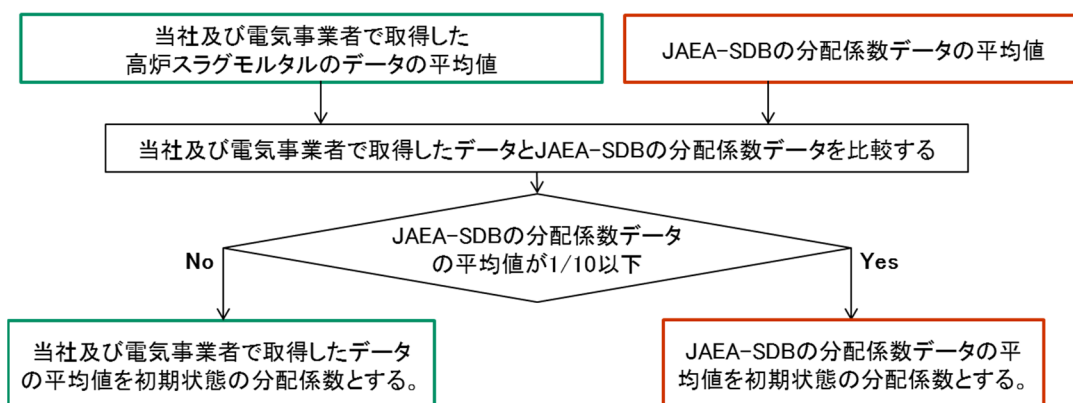 当社及び電気事業者で取得した
高炉スラグモルタルのデータの平均値
JAEA-SDBの分配係数データの平均値
当社及び電気事業者で取得したデータとJAEA-SDBの分配係数データを比較する
JAEA-SDBの分配係数データ
の平均値が1/10以下
No
Yes
当社及び電気事業者で取得したデータ
の平均値を初期状態の分配係数とする。
JAEA-SDBの分配係数データの平
均値を初期状態の分配係数とする。